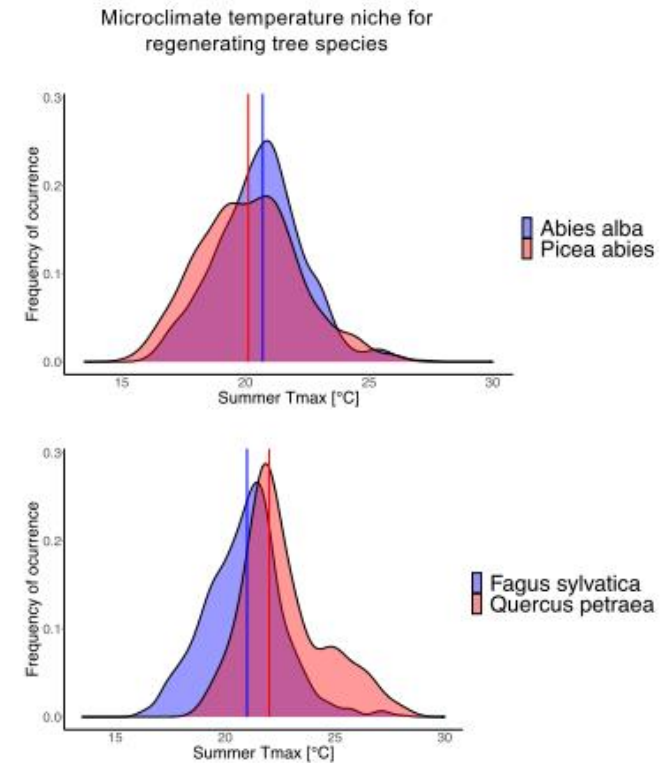 Microclimate temperature niche for
regenerating tree species
0.3
0.2
0.1
0.0
Frequency of ocurrence
15
20
25
30
Summer Tmax [°C]
Abies alba
Picea abies
0.3
0.2
0.1
0.0
Frequency of ocurrence
15
20
25
30
Summer Tmax [°C]
Fagus sylvatica
Quercus petraea